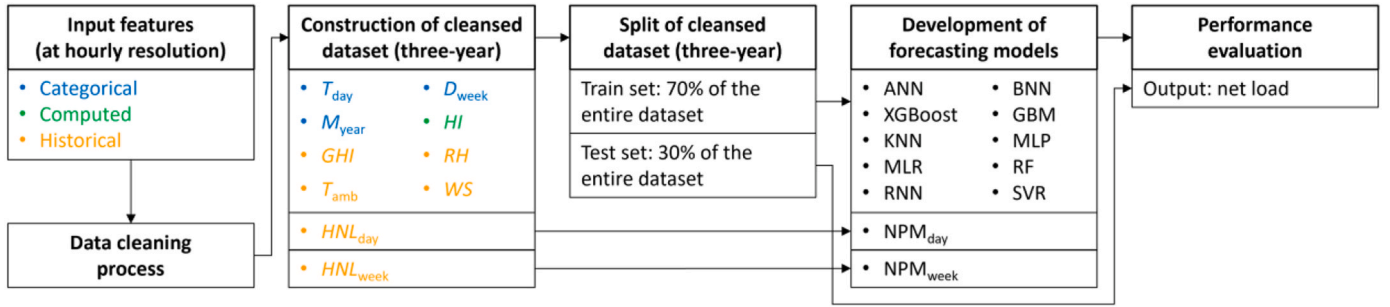 Input features
(at hourly resolution)
• Categorical
• Computed
• Historical
Data cleaning
process
Construction of cleansed
dataset (three-year)
• Tday
• Dweek
• Myear
• HI
• GHI
• RH
• Tamb
• WS
• HNLday
• HNLweek
Split of cleansed
dataset (three-year)
Train set: 70% of the
entire dataset
Test set: 30% of the
entire dataset
Development of
forecasting models
• ANN
• BNN
• XGBoost
• GBM
• KNN
• MLP
• MLR
• RF
• RNN
• SVR
• NPMday
• NPMweek
Performance
evaluation
Output: net load